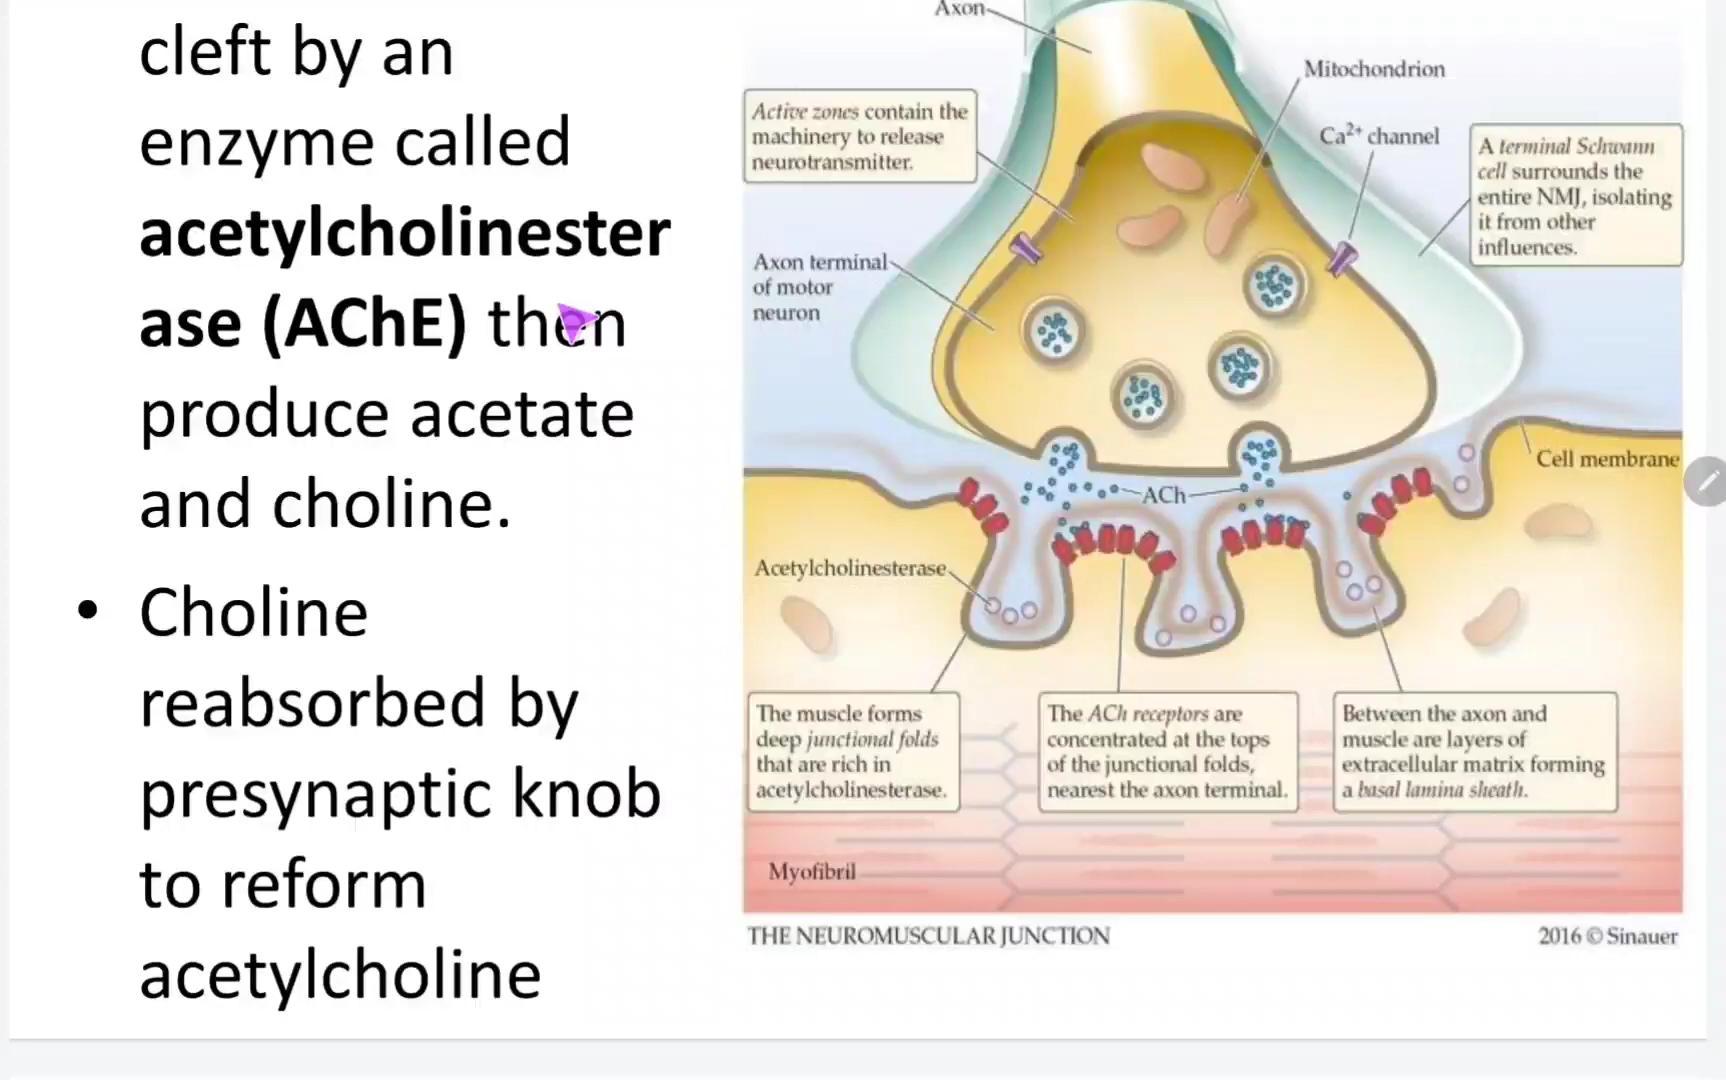 cleft by an
enzyme called
acetylcholinester
ase (AChE) then
produce acetate
and choline.
• Choline
reabsorbed by
presynaptic knob
to reform
acetylcholine
Axon
Mitochondrion
Ca²⁺ channel
Active zones contain the
machinery to release
neurotransmitter.
A terminal Schwann
cell surrounds the
entire NMJ, isolating
it from other
influences.
Axon terminal
of motor
neuron
Cell membrane
ACh
Acetylcholinesterase
The muscle forms
deep junctional folds
that are rich in
acetylcholinesterase.
The ACh receptors are
concentrated at the tops
of the junctional folds,
nearest the axon terminal.
Between the axon and
muscle are layers of
extracellular matrix forming
a basal lamina sheath.
Myofibril
THE NEUROMUSCULAR JUNCTION
2016 © Sinauer